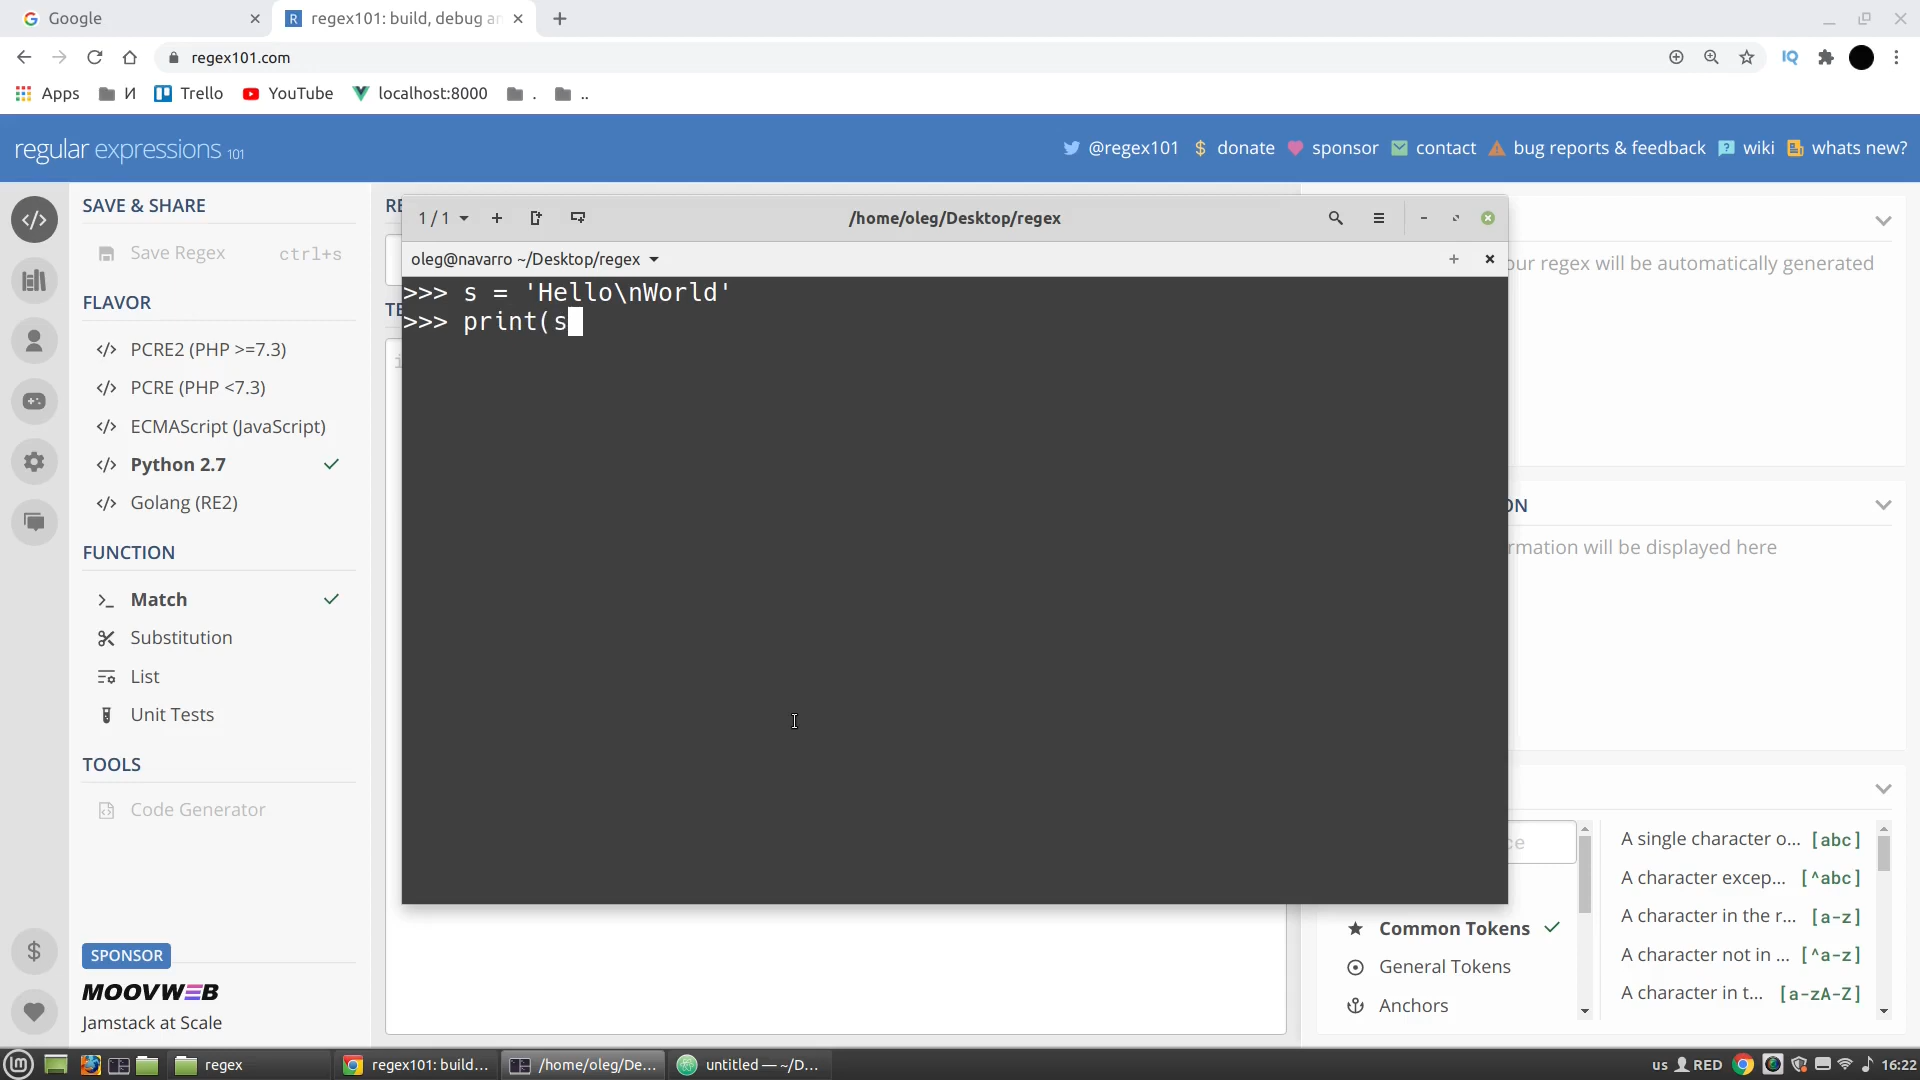 Google
regex101: build, debug an
regex101.com
IQ
Apps
И
Trello
YouTube
localhost:8000
.
..
regular expressions 101
@regex101
$ donate
sponsor
contact
bug reports & feedback
wiki
whats new?
SAVE & SHARE
Save Regex ctrl+s
FLAVOR
</> PCRE2 (PHP >=7.3)
</> PCRE (PHP <7.3)
</> ECMAScript (JavaScript)
</> Python 2.7
</> Golang (RE2)
FUNCTION
Match
Substitution
List
Unit Tests
TOOLS
Code Generator
SPONSOR
MOOVWEB
Jamstack at Scale
RE
TE
1 / 1
/home/oleg/Desktop/regex
oleg@navarro ~/Desktop/regex
>>> s = 'Hello\nWorld'
>>> print(s
our regex will be automatically generated
ON
rmation will be displayed here
ce
Common Tokens
General Tokens
Anchors
A single character o... [abc]
A character excep... [^abc]
A character in the r... [a-z]
A character not in ... [^a-z]
A character in t... [a-zA-Z]
regex
regex101: build...
/home/oleg/De...
untitled — ~/D...
us
RED
16:22